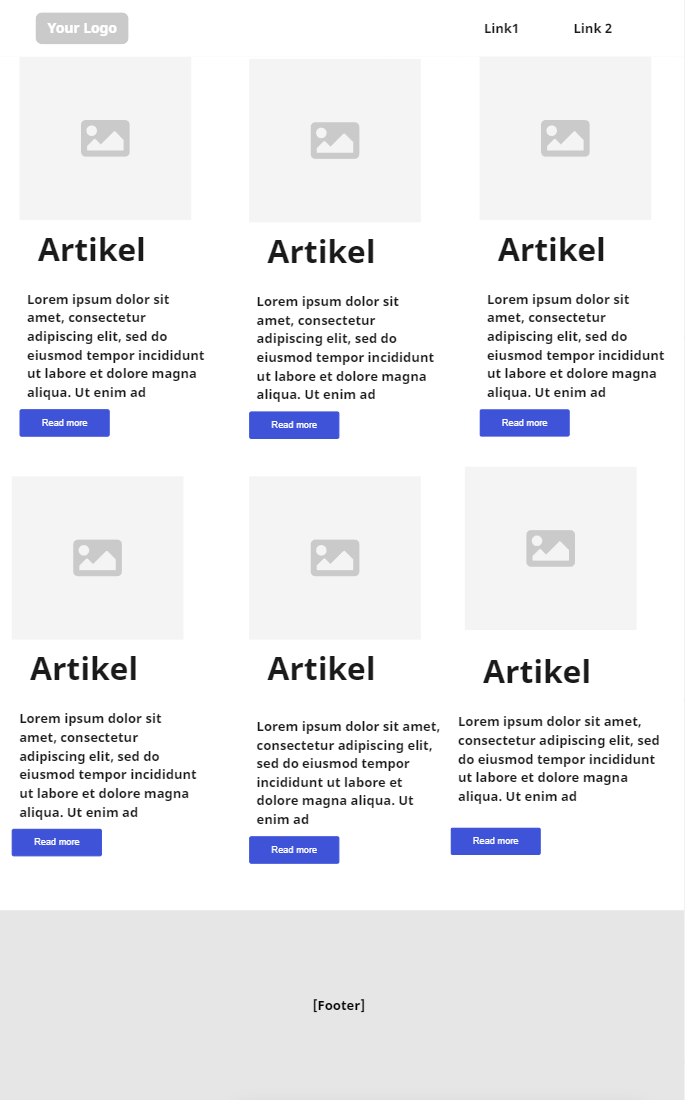 Your Logo
Link1
Link 2
Artikel
Lorem ipsum dolor sit
amet, consectetur
adipiscing elit, sed do
eiusmod tempor incididunt
ut labore et dolore magna
aliqua. Ut enim ad
Read more
Artikel
Lorem ipsum dolor sit
amet, consectetur
adipiscing elit, sed do
eiusmod tempor incididunt
ut labore et dolore magna
aliqua. Ut enim ad
Read more
Artikel
Lorem ipsum dolor sit
amet, consectetur
adipiscing elit, sed do
eiusmod tempor incididunt
ut labore et dolore magna
aliqua. Ut enim ad
Read more
Artikel
Lorem ipsum dolor sit
amet, consectetur
adipiscing elit, sed do
eiusmod tempor incididunt
ut labore et dolore magna
aliqua. Ut enim ad
Read more
Artikel
Lorem ipsum dolor sit amet,
consectetur adipiscing elit,
sed do eiusmod tempor
incididunt ut labore et
dolore magna aliqua. Ut
enim ad
Read more
Artikel
Lorem ipsum dolor sit amet,
consectetur adipiscing elit, sed
do eiusmod tempor incididunt
ut labore et dolore magna
aliqua. Ut enim ad
Read more
[Footer]